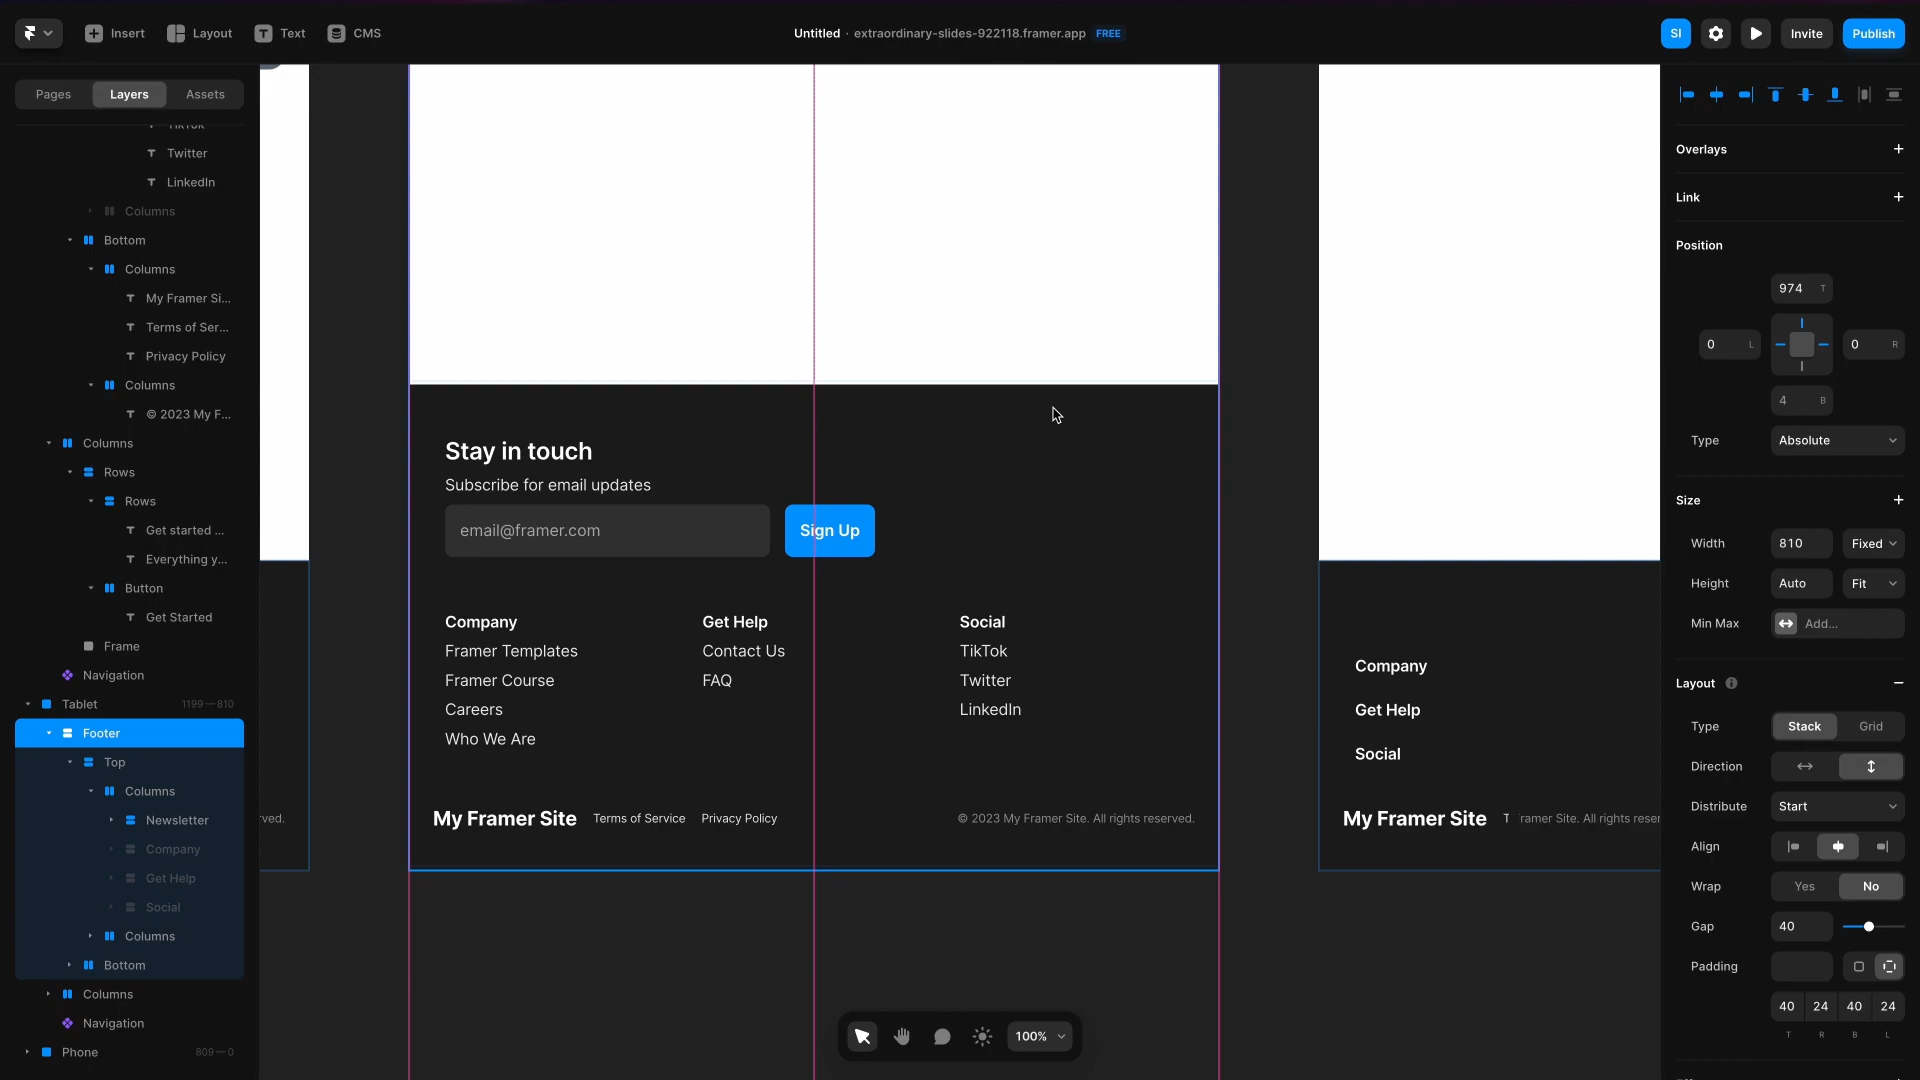 Insert
Layout
Text
CMS
Untitled · extraordinary-slides-922118.framer.app FREE
SI
Invite
Publish
Pages
Layers
Assets
TikTok
Twitter
LinkedIn
Columns
Bottom
Columns
My Framer Si...
Terms of Ser...
Privacy Policy
Columns
© 2023 My F...
Columns
Rows
Rows
Get started ...
Everything y...
Button
Get Started
Frame
Navigation
Tablet 1199 — 810
Footer
Top
Columns
Newsletter
Company
Get Help
Social
Columns
Bottom
Columns
Navigation
Phone 809 — 0
ved.
Stay in touch
Subscribe for email updates
email@framer.com
Sign Up
Company
Framer Templates
Framer Course
Careers
Who We Are
Get Help
Contact Us
FAQ
Social
TikTok
Twitter
LinkedIn
My Framer Site
Terms of Service
Privacy Policy
© 2023 My Framer Site. All rights reserved.
Company
Get Help
Social
My Framer Site
T
ramer Site. All rights reser
100%
Overlays
Link
Position
974 T
0 L
0 R
4 B
Type Absolute
Size
Width 810 Fixed
Height Auto Fit
Min Max Add...
Layout
Type Stack Grid
Direction
Distribute Start
Align
Wrap Yes No
Gap 40
Padding
40 24 40 24
T R B L